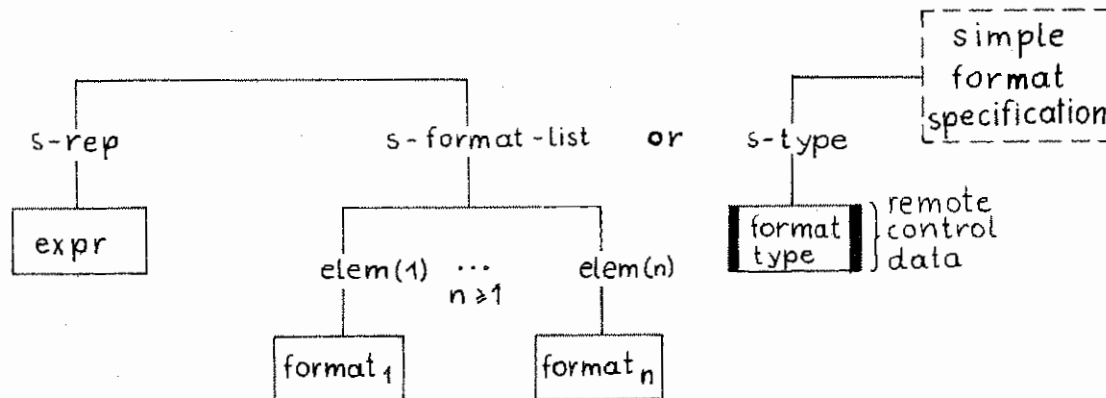 simple
format
specification
s-rep
s-format-list
or
s-type
expr
format
type
remote
control
data
elem(1)
...
n ⩾ 1
elem(n)
format₁
formatₙ